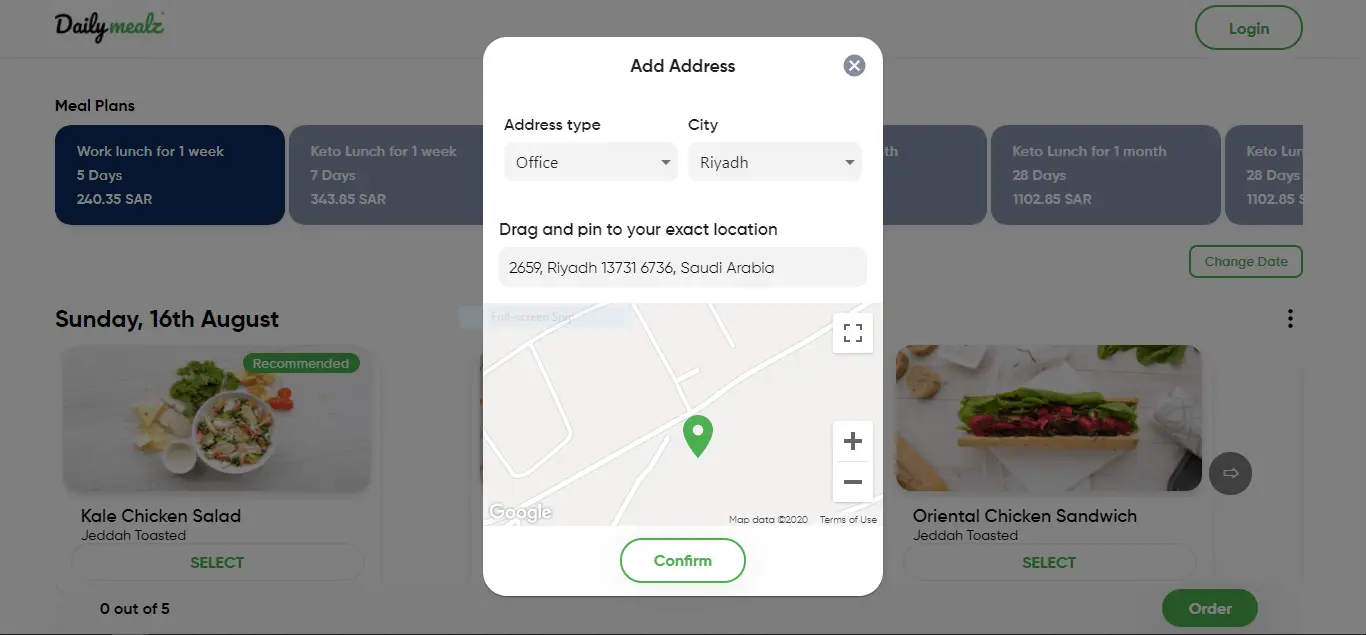 Dailymealz
Login
Meal Plans
Work lunch for 1 week
5 Days
240.35 SAR
Keto Lunch for 1 week
7 Days
343.85 SAR
th
Keto Lunch for 1 month
28 Days
1102.85 SAR
Keto Lun
28 Days
1102.85 S
Change Date
Sunday, 16th August
Recommended
Kale Chicken Salad
Jeddah Toasted
SELECT
Oriental Chicken Sandwich
Jeddah Toasted
SELECT
0 out of 5
Order
Add Address
Address type
City
Office
Riyadh
Drag and pin to your exact location
2659, Riyadh 13731 6736, Saudi Arabia
Full-screen Snip
Google
Map data ©2020
Terms of Use
Confirm